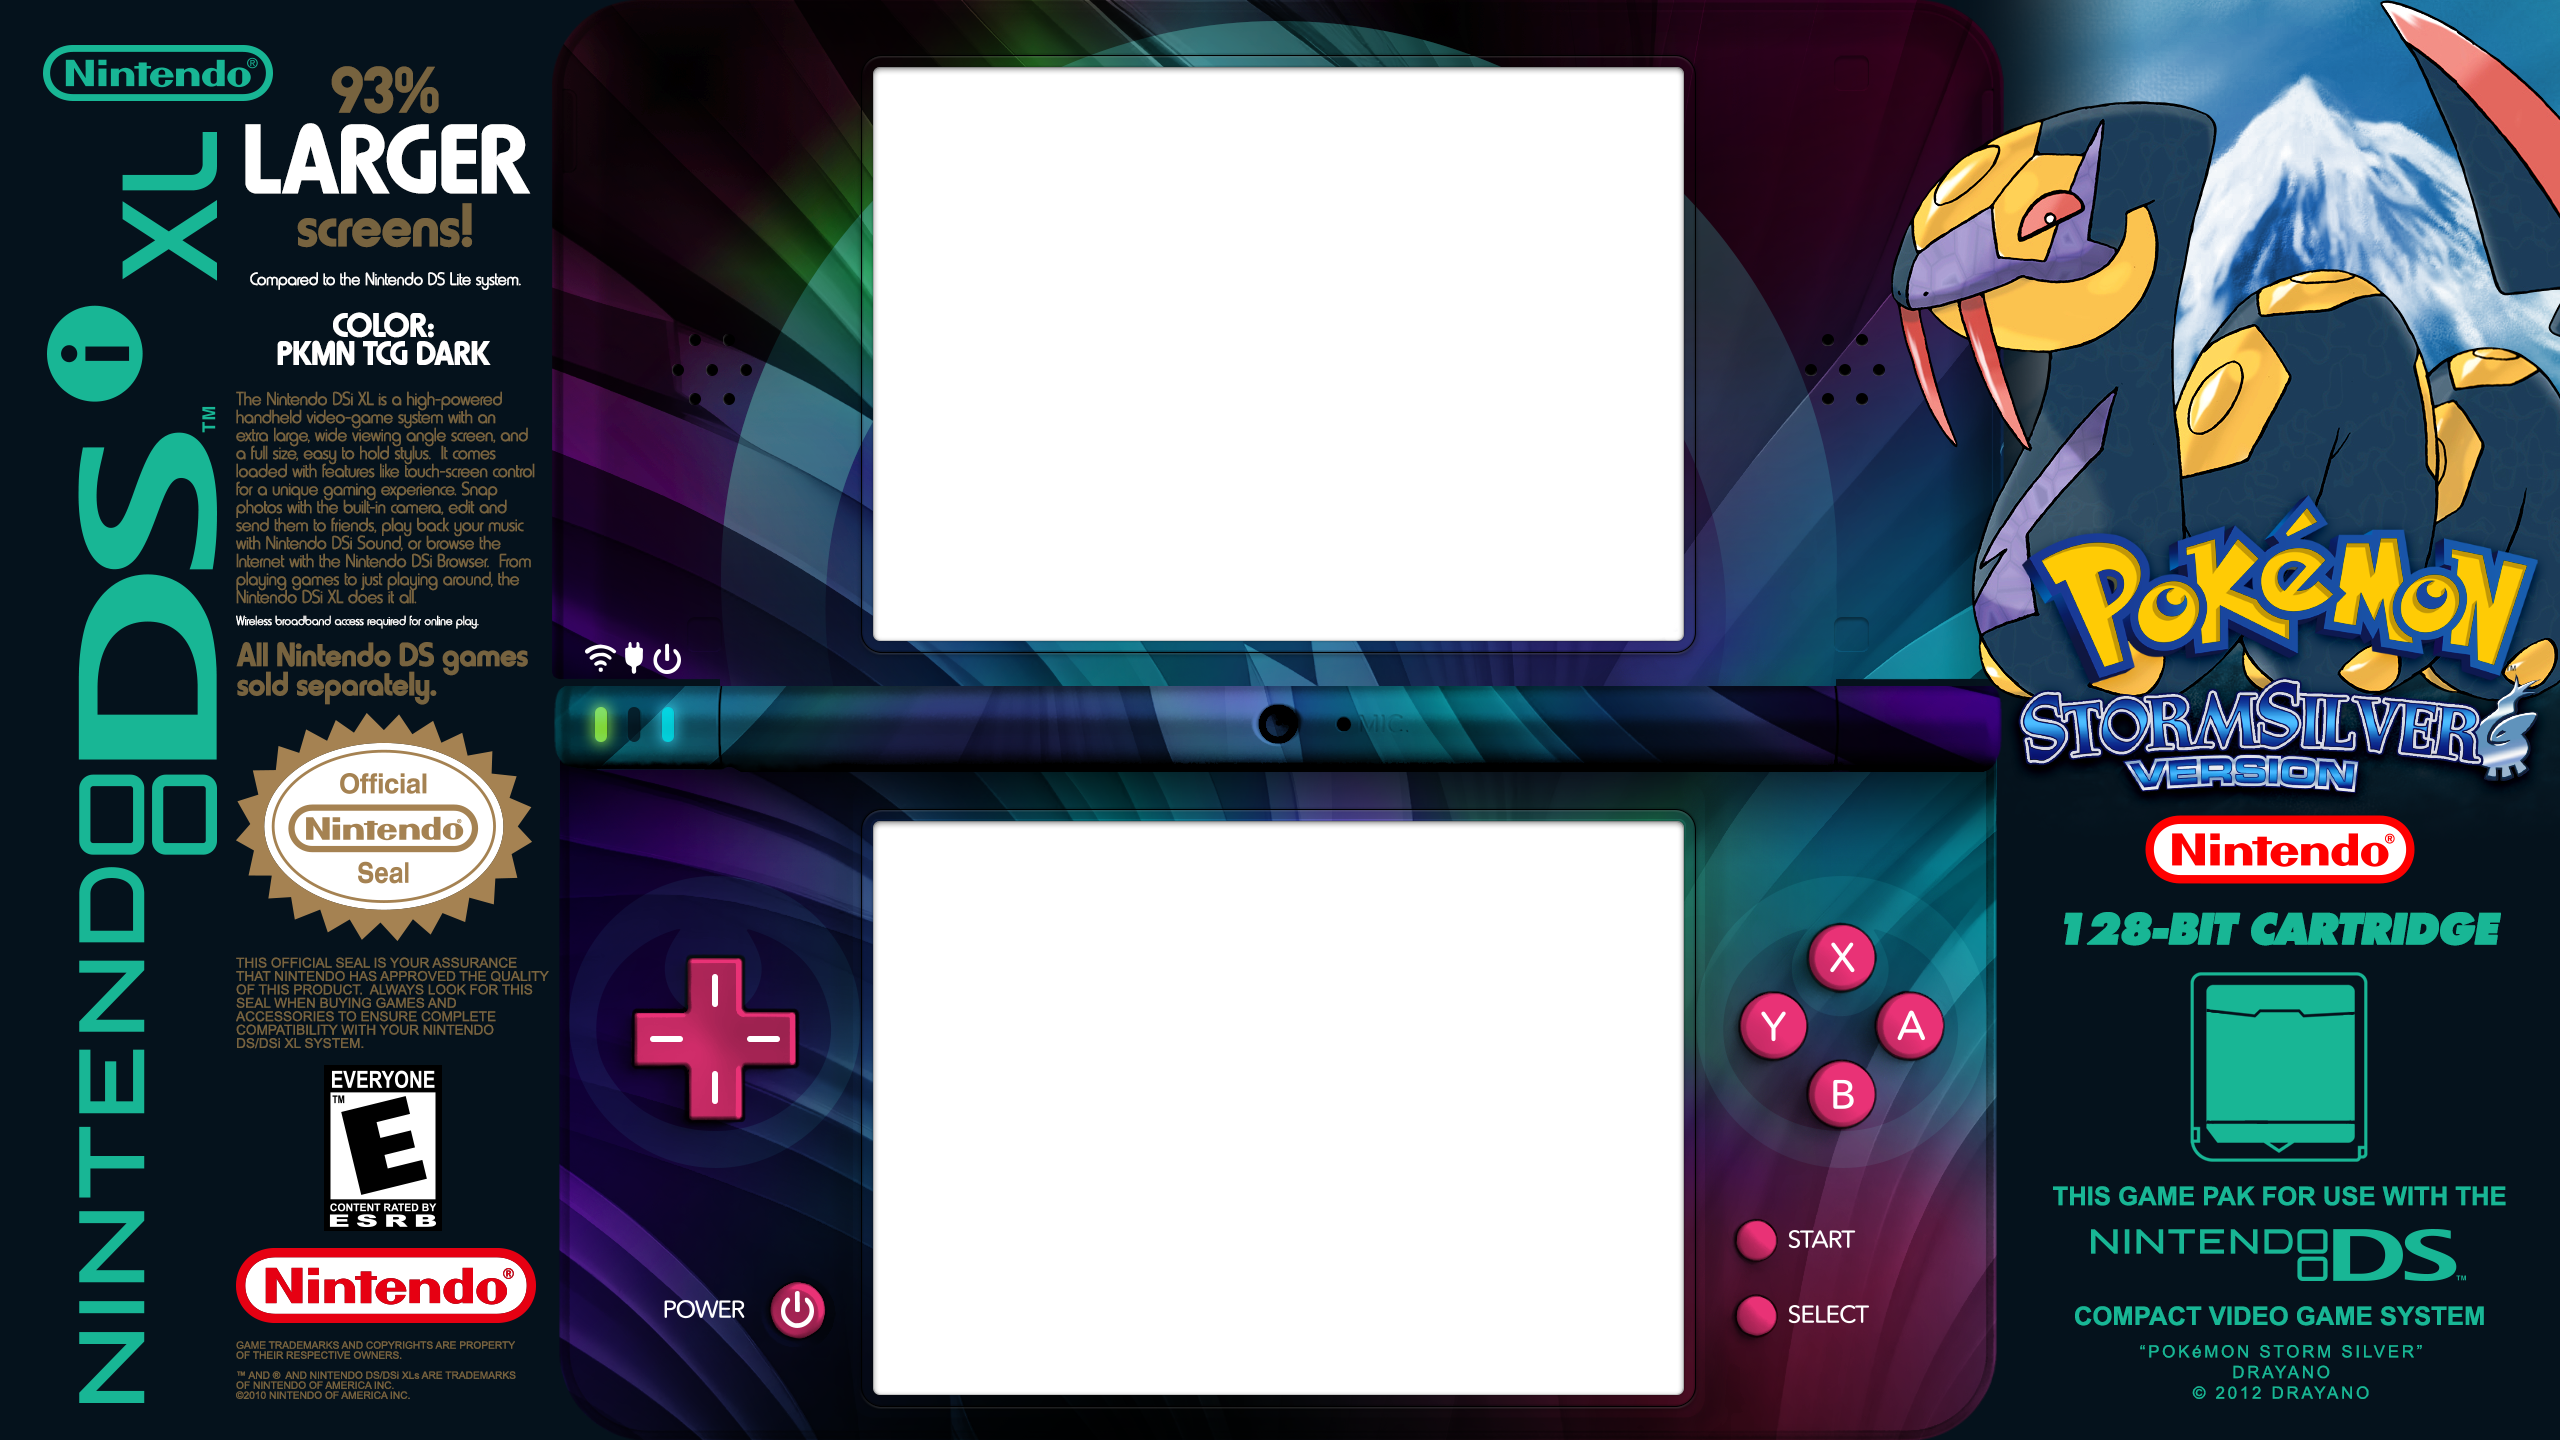 Nintendo®
NINTENDO DSi XL™
93%
LARGER
screens!
Compared to the Nintendo DS Lite system.
COLOR:
PKMN TCG DARK
The Nintendo DSi XL is a high-powered
handheld video-game system with an
extra large, wide viewing angle screen, and
a full size, easy to hold stylus.  It comes
loaded with features like touch-screen control
for a unique gaming experience. Snap
photos with the built-in camera, edit and
send them to friends, play back your music
with Nintendo DSi Sound, or browse the
Internet with the Nintendo DSi Browser.  From
playing games to just playing around, the
Nintendo DSi XL does it all.
Wireless broadband access required for online play.
All Nintendo DS games
sold separately.
Official
Nintendo®
Seal
THIS OFFICIAL SEAL IS YOUR ASSURANCE
THAT NINTENDO HAS APPROVED THE QUALITY
OF THIS PRODUCT.  ALWAYS LOOK FOR THIS
SEAL WHEN BUYING GAMES AND
ACCESSORIES TO ENSURE COMPLETE
COMPATIBILITY WITH YOUR NINTENDO
DS/DSi XL SYSTEM.
EVERYONE
TM
E
CONTENT RATED BY
ESRB
Nintendo®
GAME TRADEMARKS AND COPYRIGHTS ARE PROPERTY
OF THEIR RESPECTIVE OWNERS.
™ AND ® AND NINTENDO DS/DSi XLs ARE TRADEMARKS
OF NINTENDO OF AMERICA INC.
©2010 NINTENDO OF AMERICA INC.
MIC.
X
Y
A
B
START
SELECT
POWER
POKéMON™
STORMSILVER
VERSION
Nintendo®
128-BIT CARTRIDGE
THIS GAME PAK FOR USE WITH THE
NINTENDO DS™
COMPACT VIDEO GAME SYSTEM
“POKéMON STORM SILVER”
DRAYANO
© 2012 DRAYANO